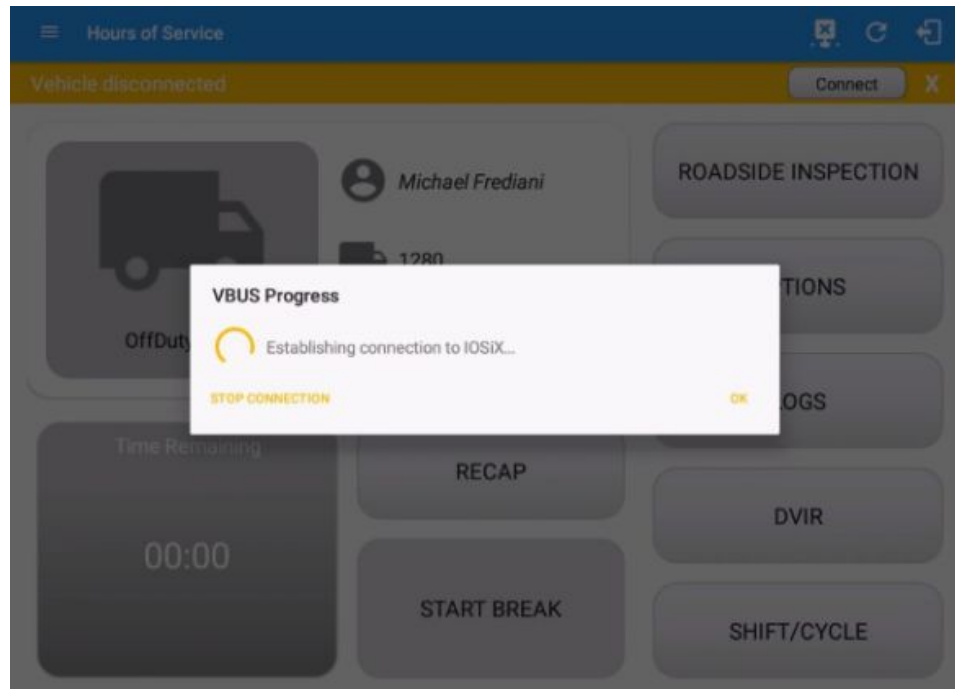 Hours of Service
Vehicle disconnected
Connect
X
Michael Frediani
1280
OffDuty
ROADSIDE INSPECTION
TIONS
VBUS Progress
Establishing connection to IOSiX...
STOP CONNECTION
OK
OGS
Time Remaining
00:00
RECAP
START BREAK
DVIR
SHIFT/CYCLE